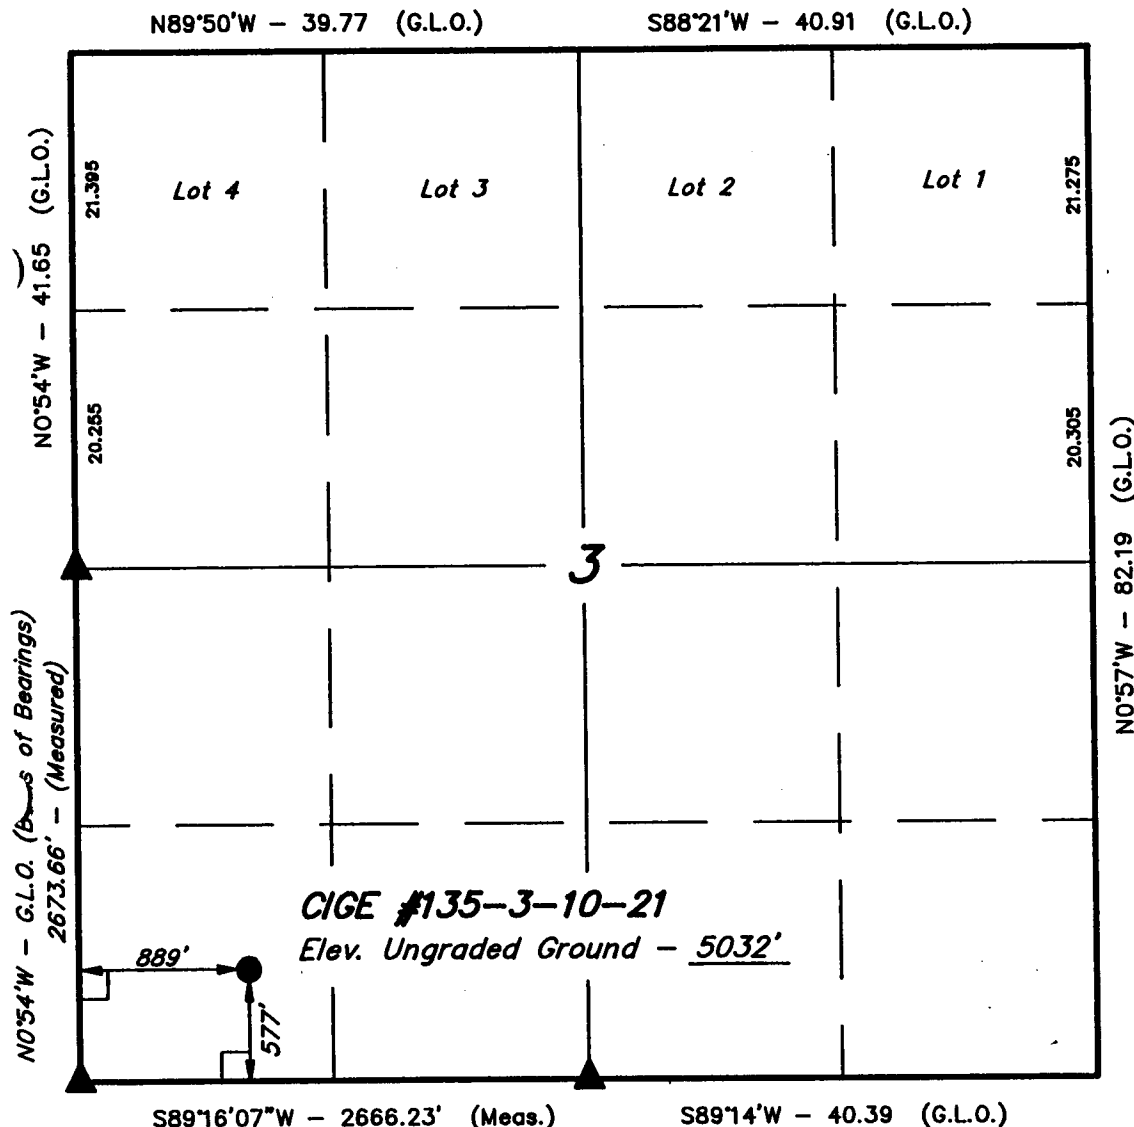 N89°50'W – 39.77 (G.L.O.)
S88°21'W – 40.91 (G.L.O.)
N0°54'W – 41.65 (G.L.O.)
21.395
Lot 4
Lot 3
Lot 2
Lot 1
21.275
20.255
20.305
N0°57'W – 82.19 (G.L.O.)
3
N0°54'W – G.L.O. ( of Bearings)
2673.66' – (Measured)
CIGE #135-3-10-21
Elev. Ungraded Ground – 5032'
889'
577'
S89°16'07"W – 2666.23' (Meas.)
S89°14'W – 40.39 (G.L.O.)